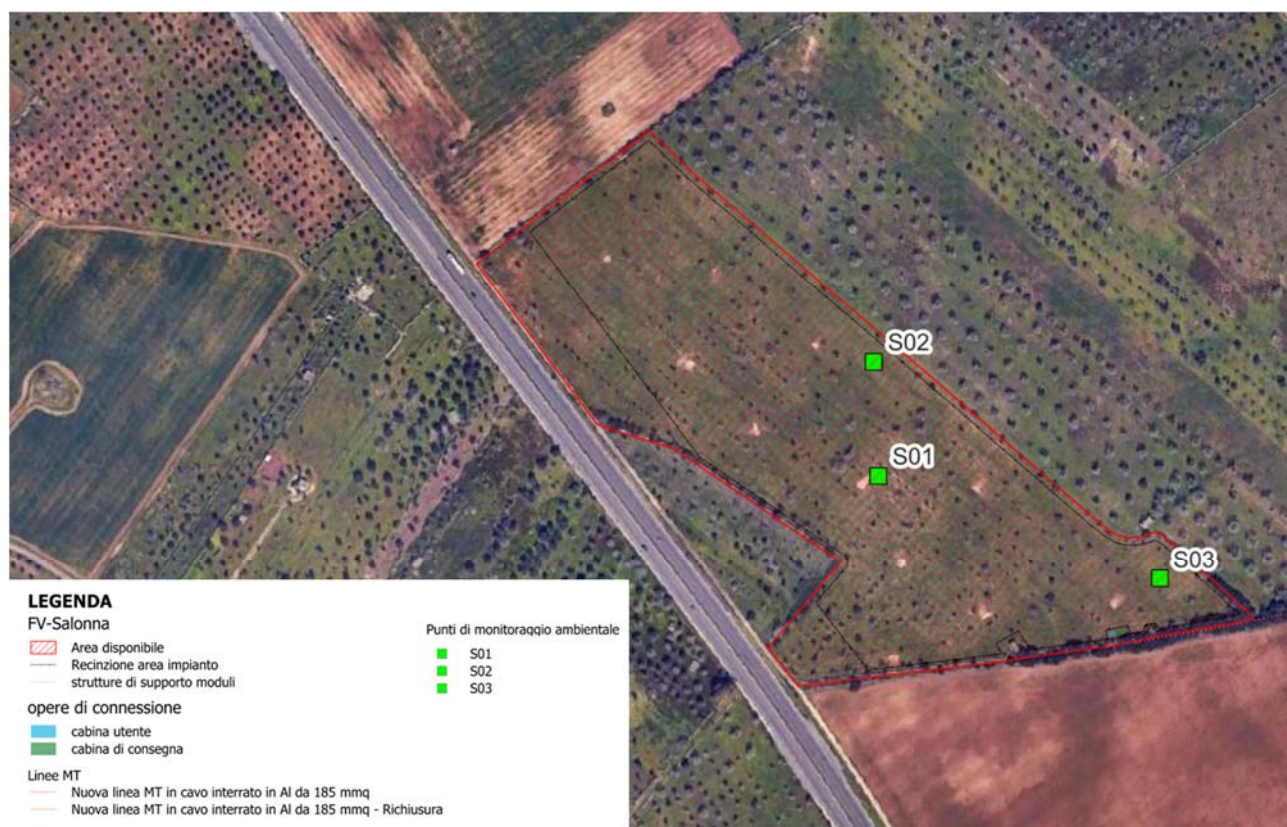 S02
S01
S03
LEGENDA
FV-Salonna
Area disponibile
Recinzione area impianto
strutture di supporto moduli
opere di connessione
cabina utente
cabina di consegna
Linee MT
Nuova linea MT in cavo interrato in Al da 185 mmq
Nuova linea MT in cavo interrato in Al da 185 mmq - Richiusura
Punti di monitoraggio ambientale
S01
S02
S03